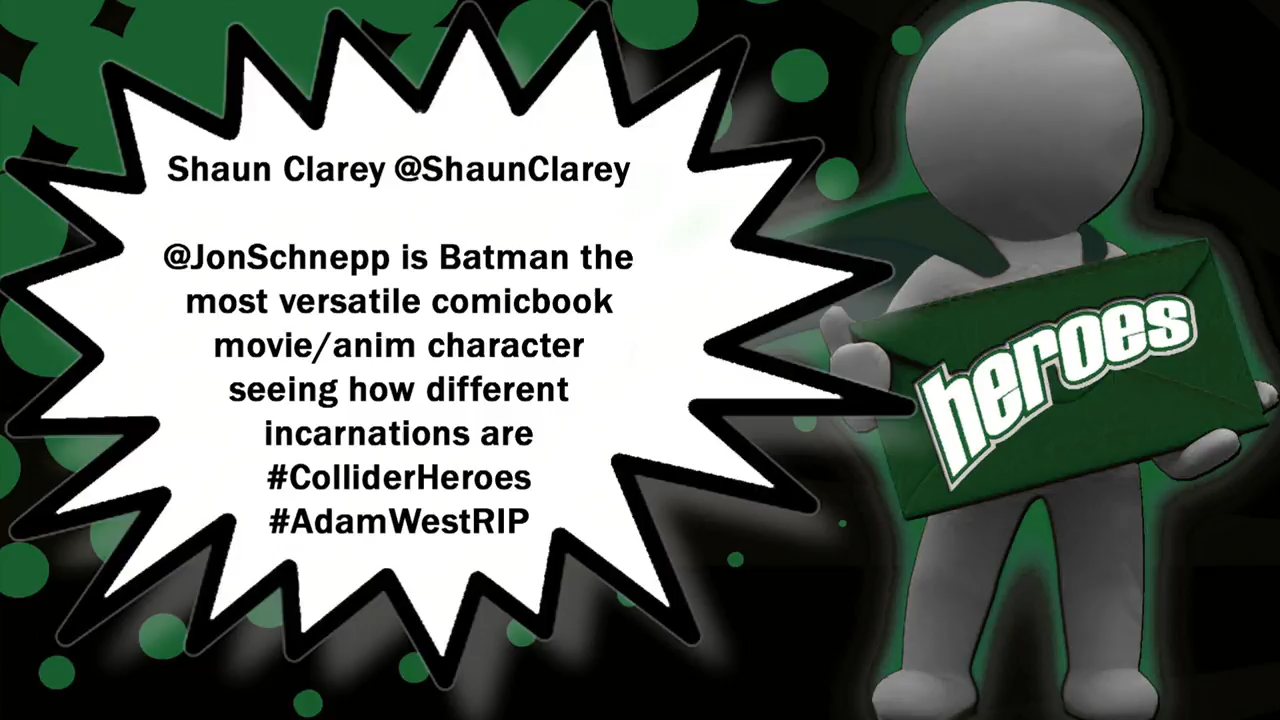 Shaun Clarey @ShaunClarey
@JonSchnepp is Batman the
most versatile comicbook
movie/anim character
seeing how different
incarnations are
#ColliderHeroes
#AdamWestRIP
heroes